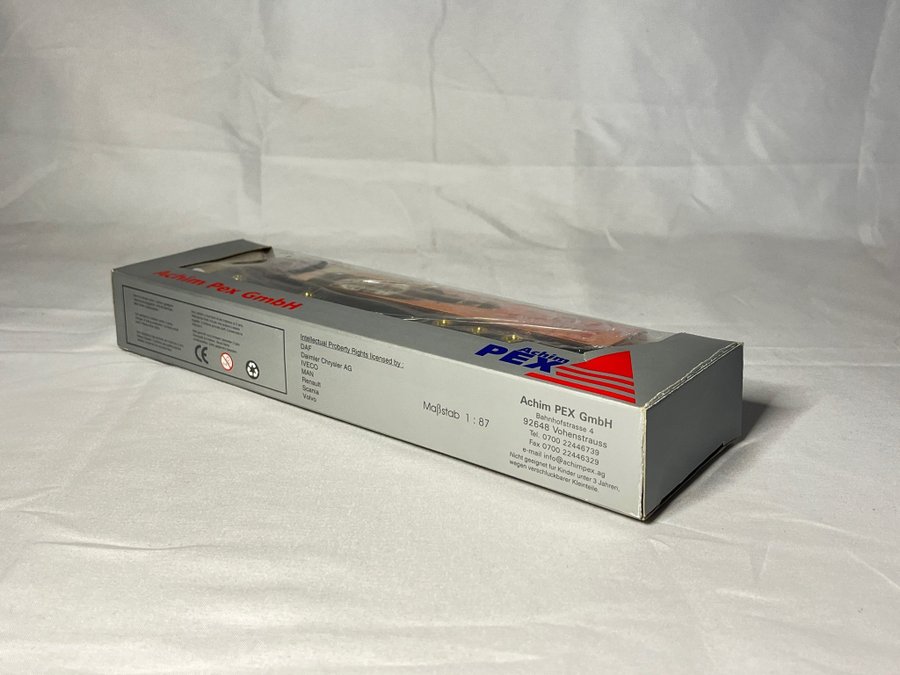 Achim Pex GmbH
CE
Intellectual Property Rights licensed by :
DAF
Daimler Chrysler AG
IVECO
MAN
Renault
Scania
Volvo
Maßstab 1 : 87
Achim
PEX
Achim PEX GmbH
Bahnhofstrasse 4
92648 Vohenstrauss
Tel. 0700 22446739
Fax 0700 22446329
e-mail info@achimpex.ag
Nicht geeignet für Kinder unter 3 Jahren,
wegen verschluckbarer Kleinteile